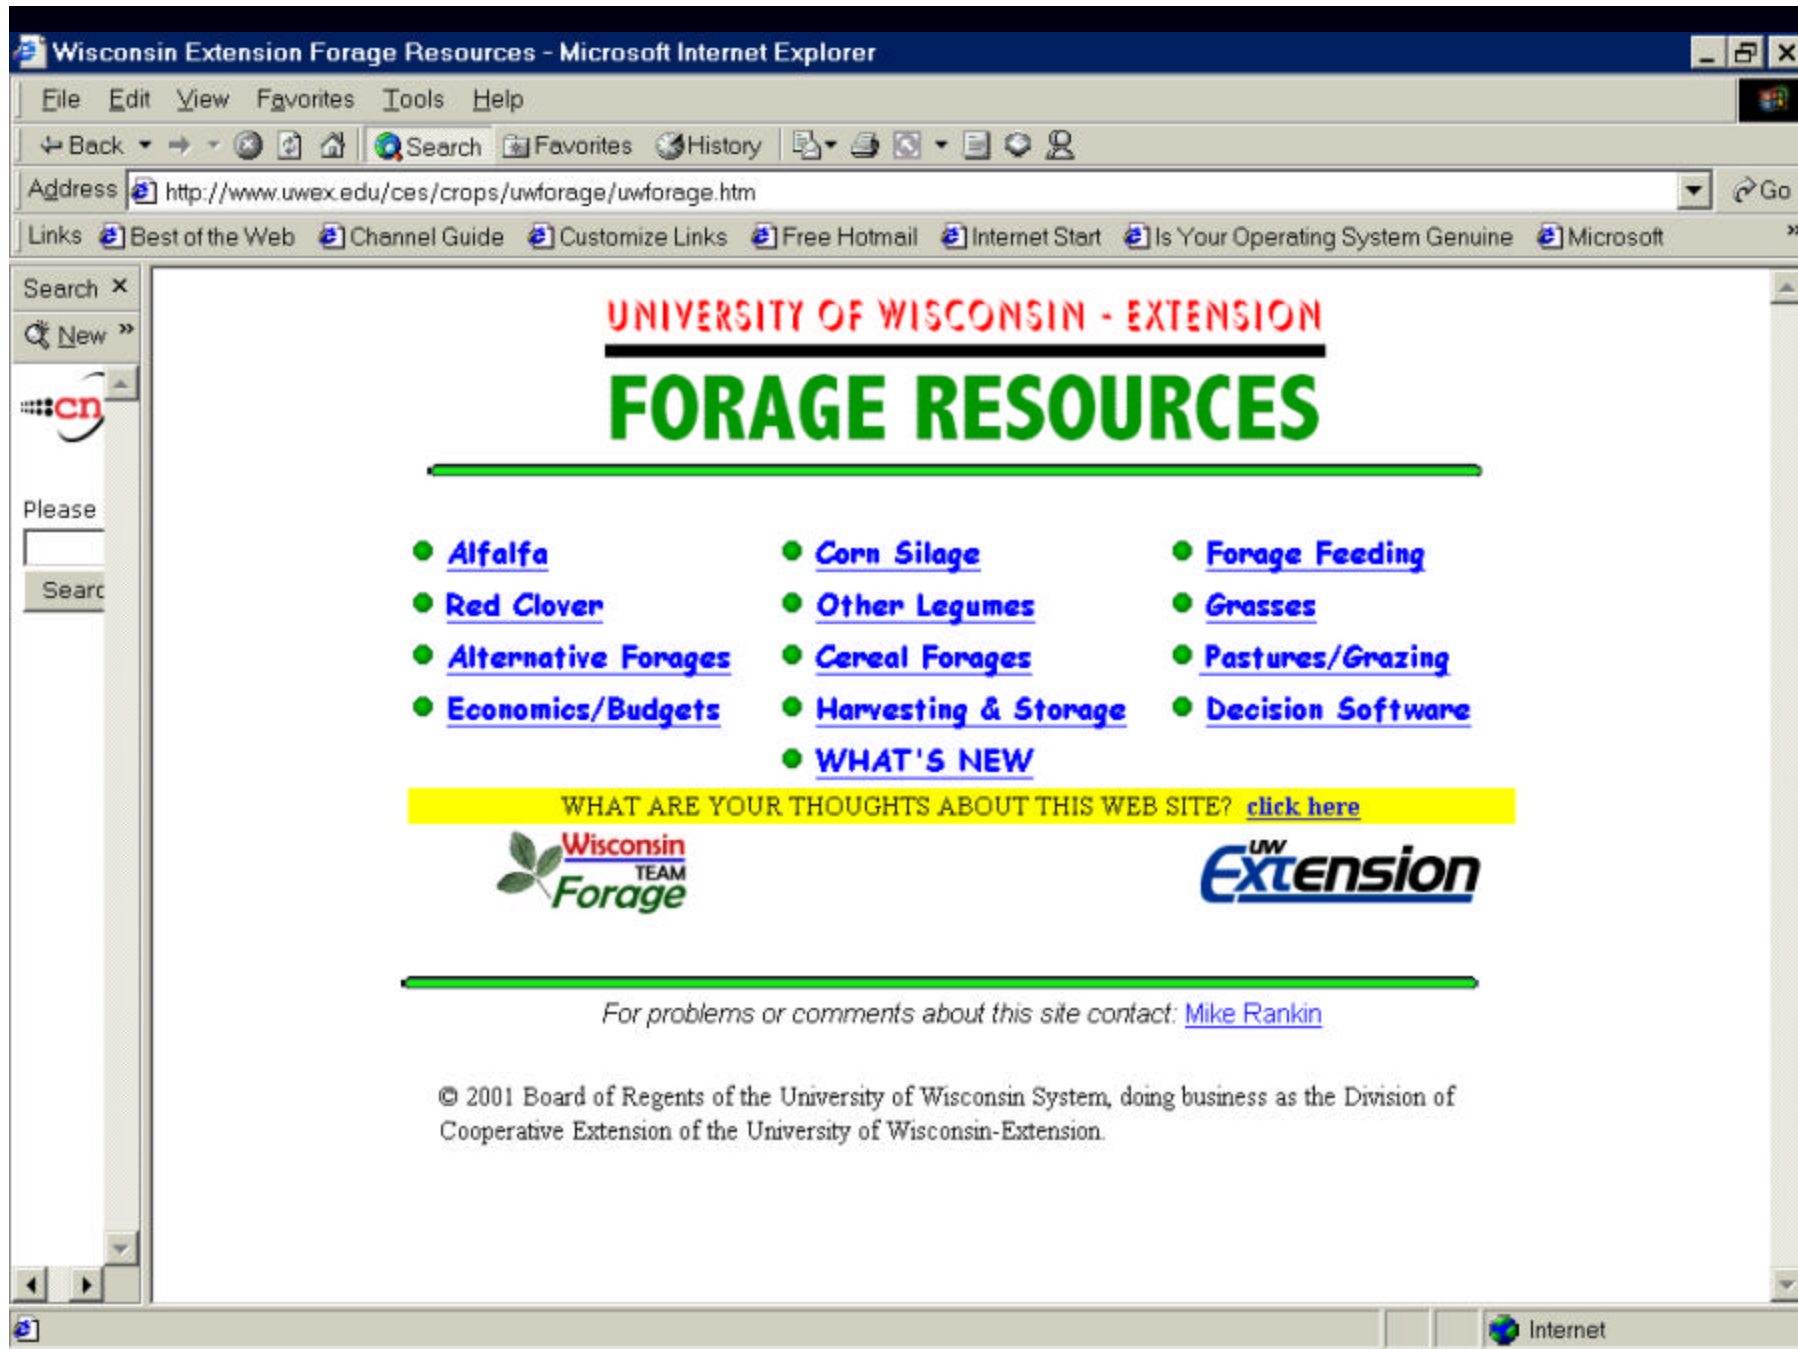 Wisconsin Extension Forage Resources - Microsoft Internet Explorer
File Edit View Favorites Tools Help
Back Search Favorites History
Address http://www.uwex.edu/ces/crops/uwforage/uwforage.htm Go
Links Best of the Web Channel Guide Customize Links Free Hotmail Internet Start Is Your Operating System Genuine Microsoft »
Search ×
New »
cn
Please
Searc
UNIVERSITY OF WISCONSIN - EXTENSION
FORAGE RESOURCES
Alfalfa Corn Silage Forage Feeding
Red Clover Other Legumes Grasses
Alternative Forages Cereal Forages Pastures/Grazing
Economics/Budgets Harvesting & Storage Decision Software
WHAT'S NEW
WHAT ARE YOUR THOUGHTS ABOUT THIS WEB SITE? click here
Wisconsin
TEAM
Forage
UW
Extension
For problems or comments about this site contact: Mike Rankin
© 2001 Board of Regents of the University of Wisconsin System, doing business as the Division of
Cooperative Extension of the University of Wisconsin-Extension.
Internet